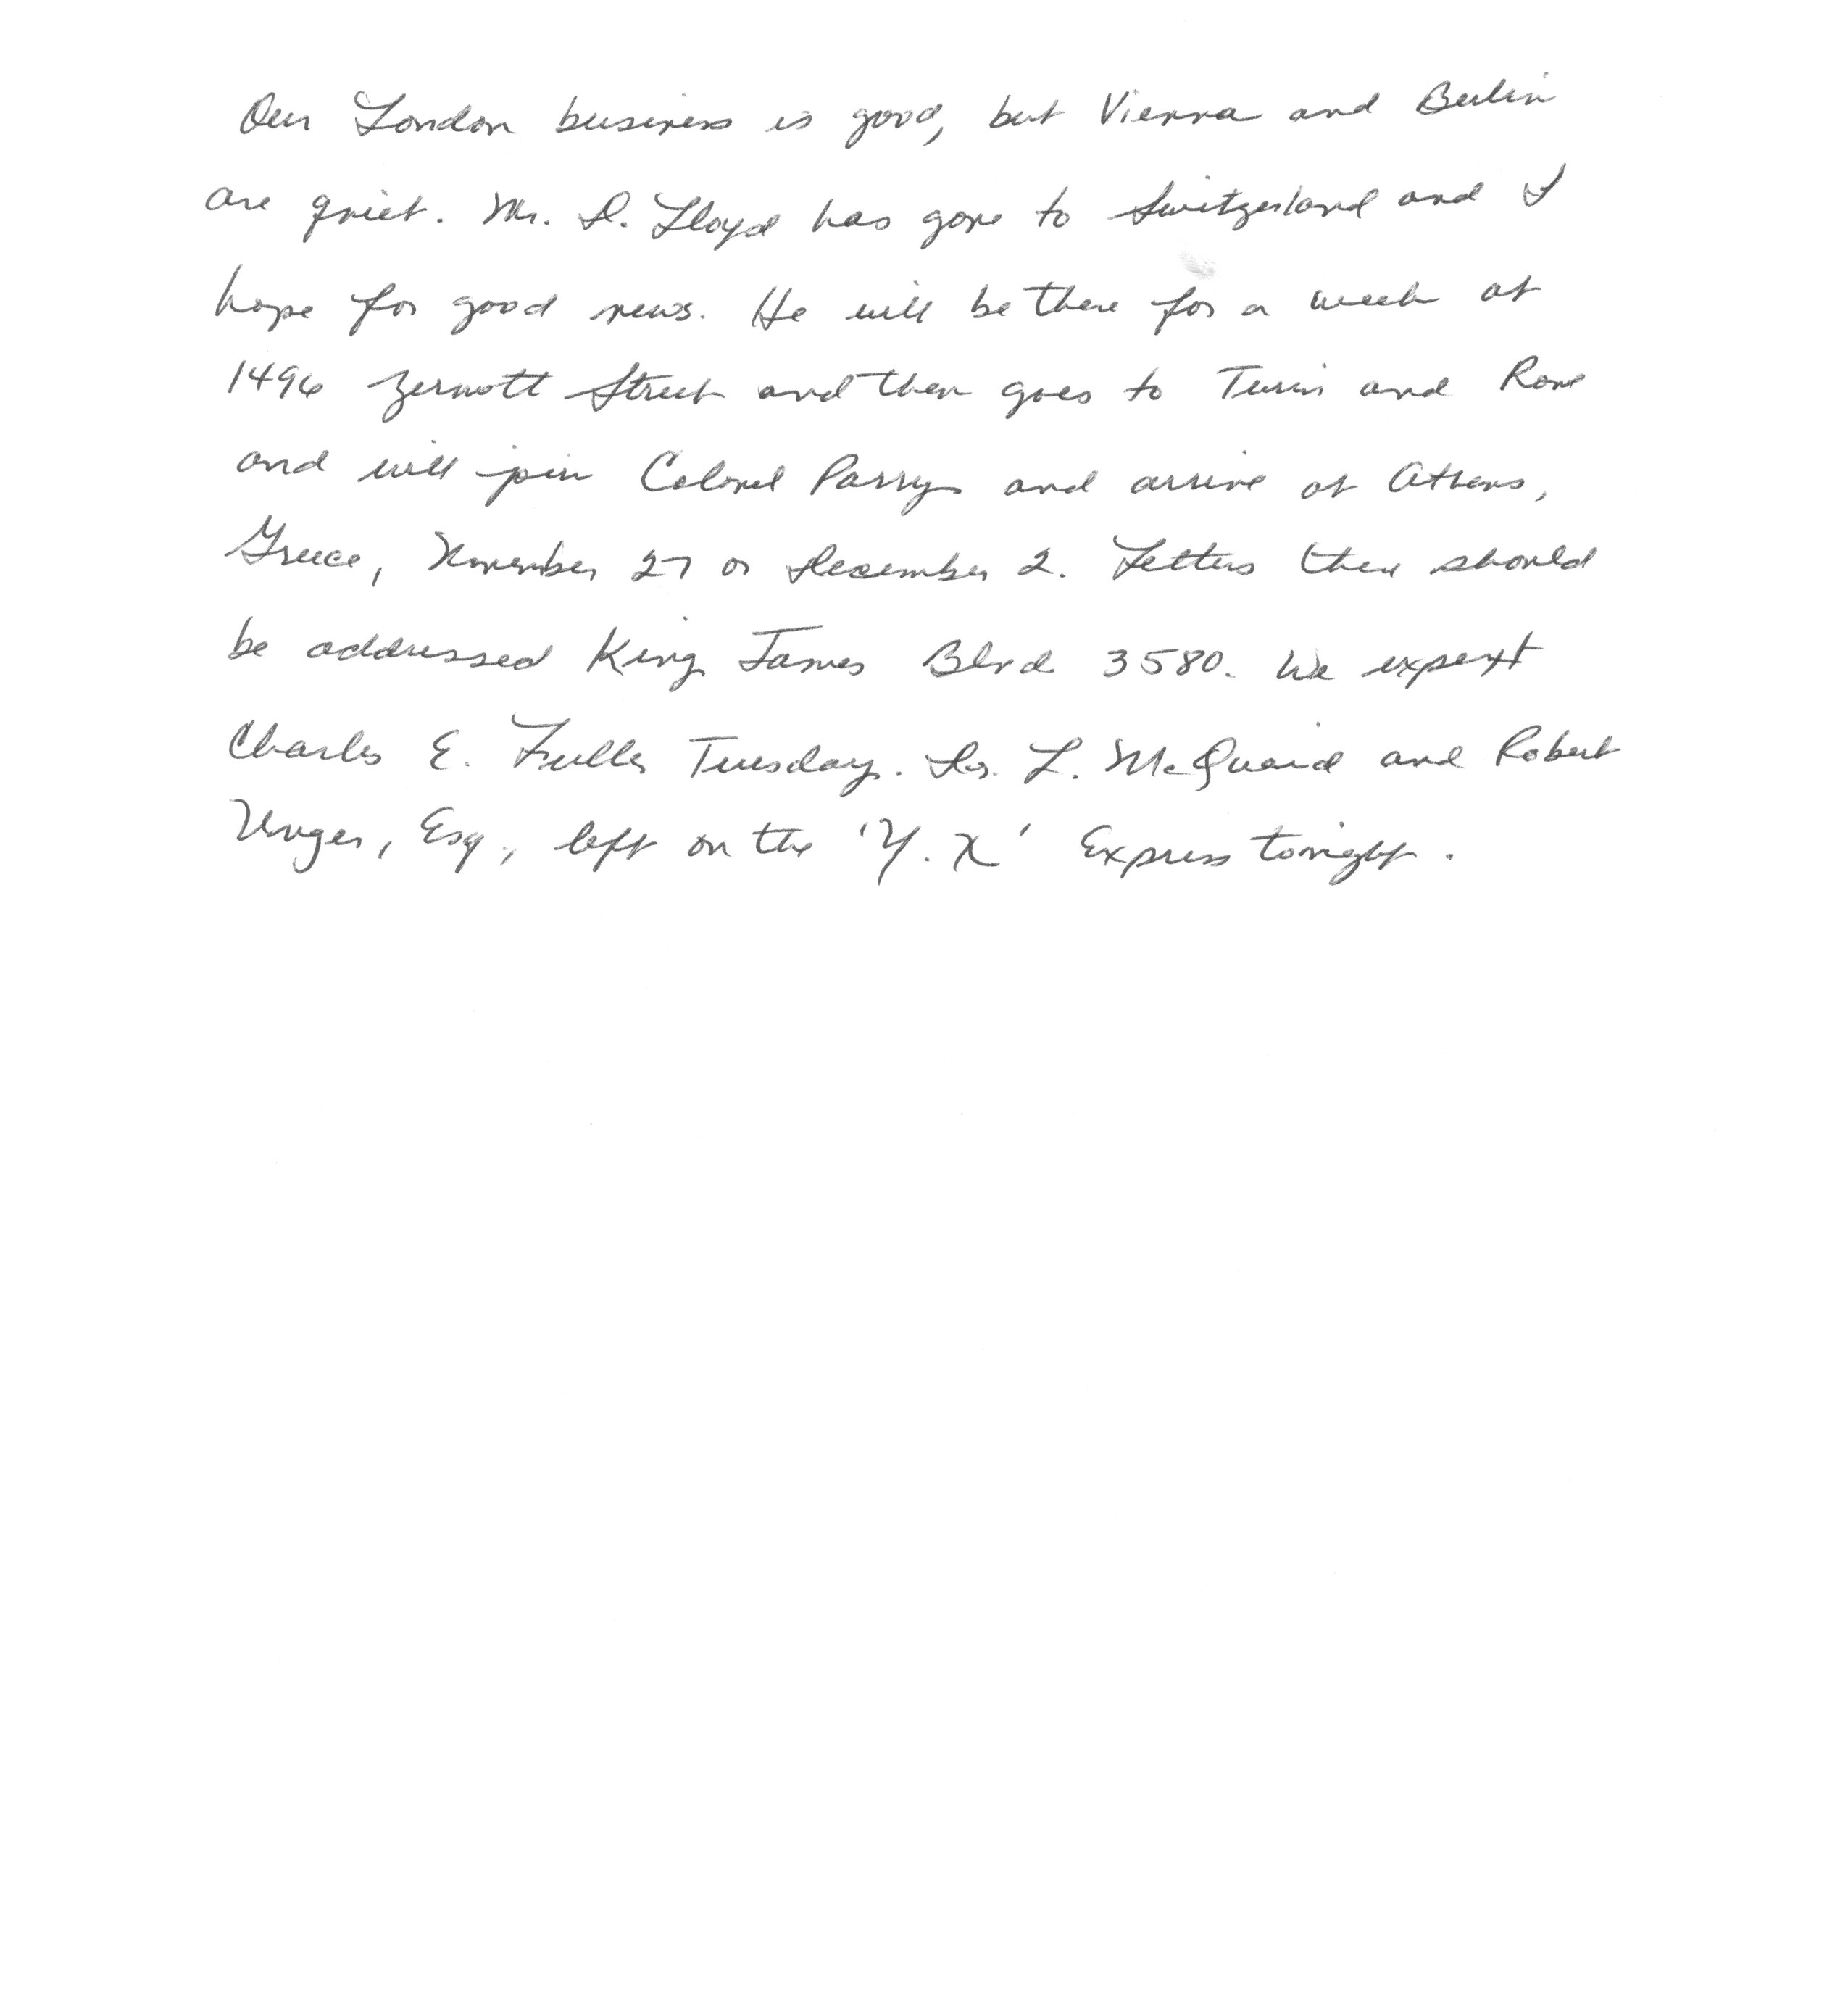 Our London business is good, but Vienna and Berlin
are quiet. Mr. D. Lloyd has gone to Switzerland and I
hope for good news. He will be there for a week at
1496 Zermott Street and then goes to Turin and Rome
and will join Colonel Parry and arrive at Athens,
Greece, November 27 or December 2. Letters there should
be addressed King James Blvd 3580. We expect
Charles E. Fuller Tuesday. Dr. L. McQuaid and Robert
Unger, Esq., left on the 'Y. X' Express tonight.